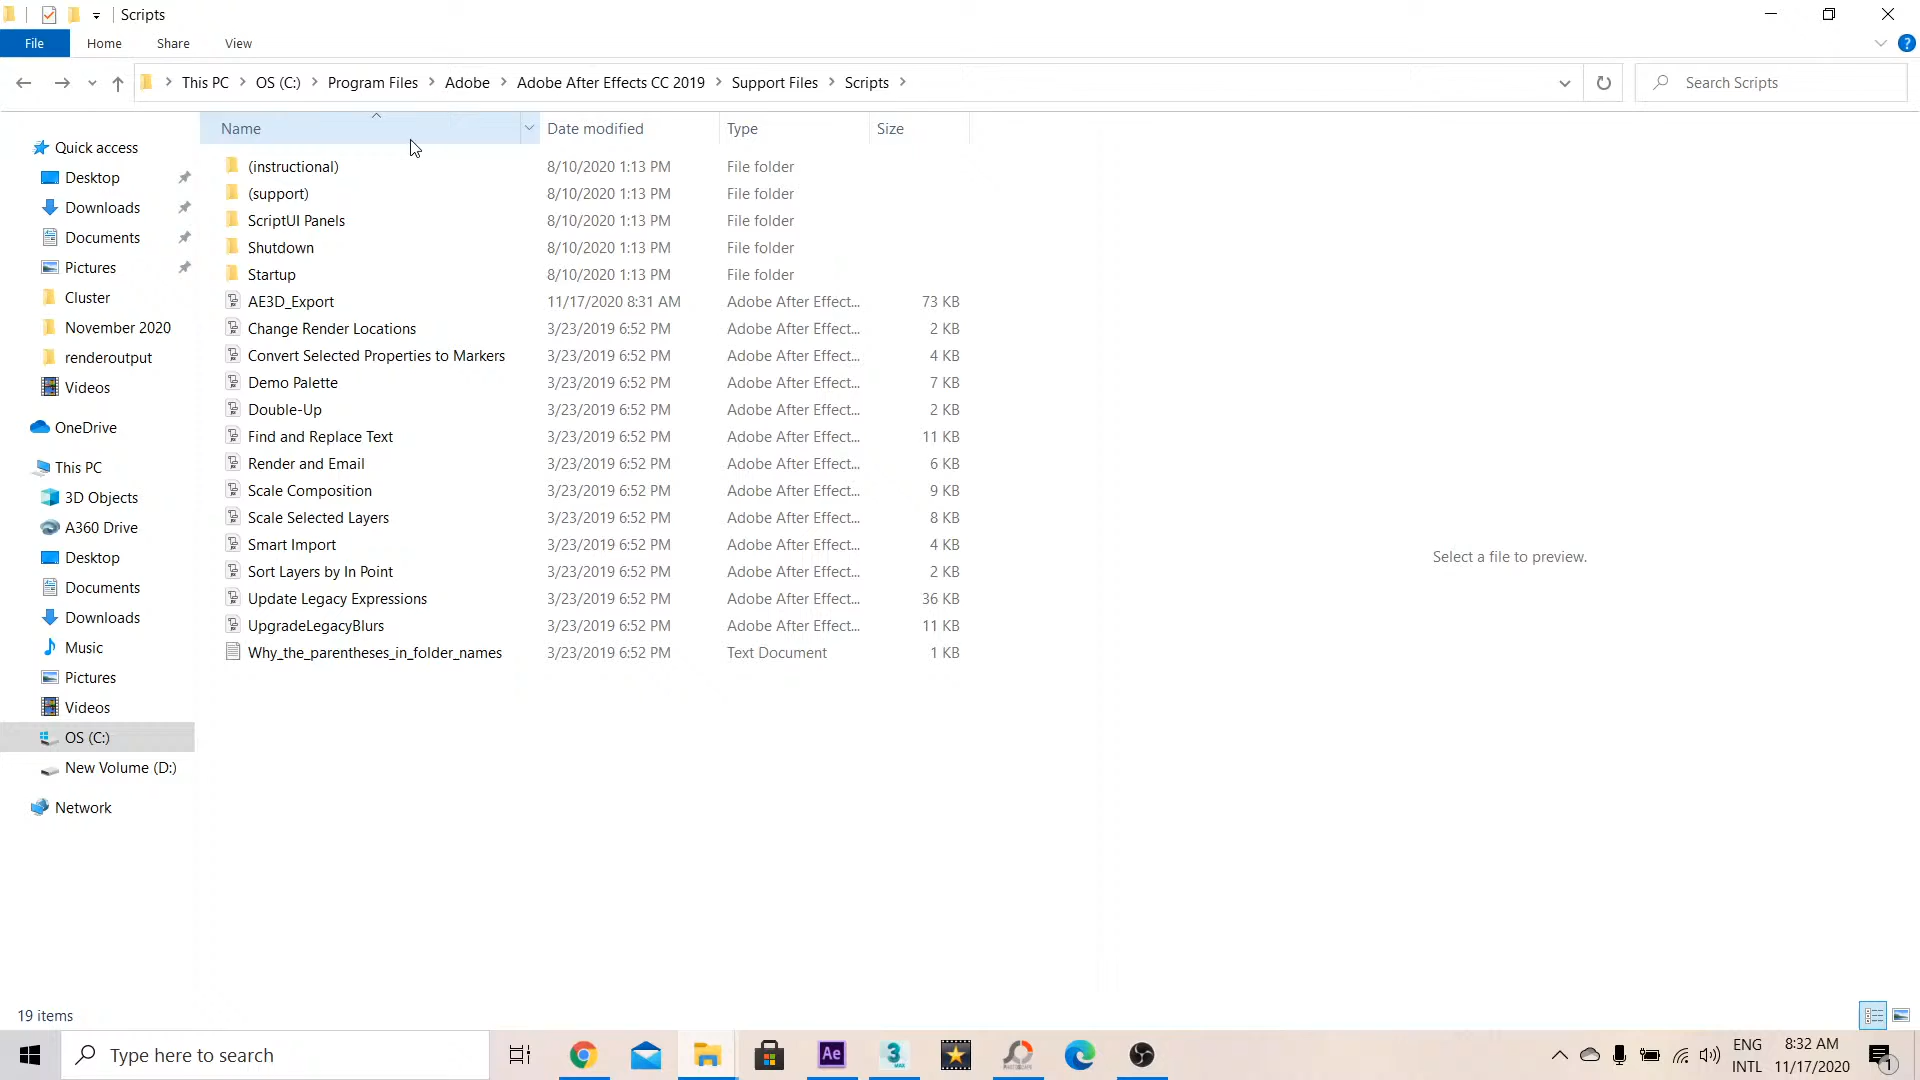 Scripts
File Home Share View
This PC OS (C:) Program Files Adobe Adobe After Effects CC 2019 Support Files Scripts Search Scripts
Name Date modified Type Size
Quick access
Desktop
Downloads
Documents
Pictures
Cluster
November 2020
renderoutput
Videos
OneDrive
This PC
3D Objects
A360 Drive
Desktop
Documents
Downloads
Music
Pictures
Videos
OS (C:)
New Volume (D:)
Network
(instructional) 8/10/2020 1:13 PM File folder
(support) 8/10/2020 1:13 PM File folder
ScriptUI Panels 8/10/2020 1:13 PM File folder
Shutdown 8/10/2020 1:13 PM File folder
Startup 8/10/2020 1:13 PM File folder
AE3D_Export 11/17/2020 8:31 AM Adobe After Effect... 73 KB
Change Render Locations 3/23/2019 6:52 PM Adobe After Effect... 2 KB
Convert Selected Properties to Markers 3/23/2019 6:52 PM Adobe After Effect... 4 KB
Demo Palette 3/23/2019 6:52 PM Adobe After Effect... 7 KB
Double-Up 3/23/2019 6:52 PM Adobe After Effect... 2 KB
Find and Replace Text 3/23/2019 6:52 PM Adobe After Effect... 11 KB
Render and Email 3/23/2019 6:52 PM Adobe After Effect... 6 KB
Scale Composition 3/23/2019 6:52 PM Adobe After Effect... 9 KB
Scale Selected Layers 3/23/2019 6:52 PM Adobe After Effect... 8 KB
Smart Import 3/23/2019 6:52 PM Adobe After Effect... 4 KB
Sort Layers by In Point 3/23/2019 6:52 PM Adobe After Effect... 2 KB
Update Legacy Expressions 3/23/2019 6:52 PM Adobe After Effect... 36 KB
UpgradeLegacyBlurs 3/23/2019 6:52 PM Adobe After Effect... 11 KB
Why_the_parentheses_in_folder_names 3/23/2019 6:52 PM Text Document 1 KB
Select a file to preview.
19 items
Type here to search
Ae
3
MAX
ENG
INTL
8:32 AM
11/17/2020
1